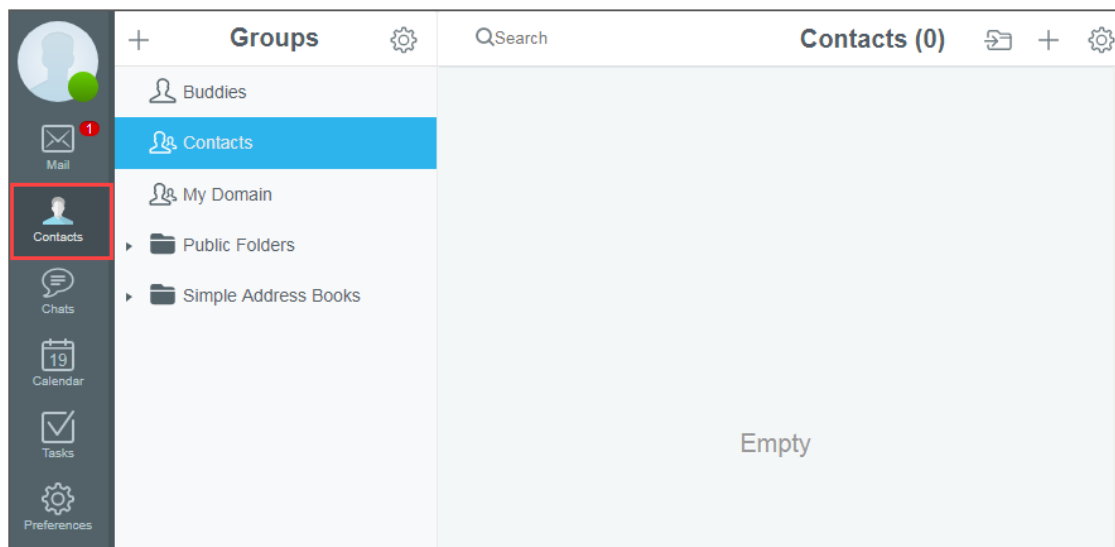 Groups
Search
Contacts (0)
Buddies
Contacts
My Domain
Public Folders
Simple Address Books
Empty
1
Mail
Contacts
Chats
19
Calendar
Tasks
Preferences